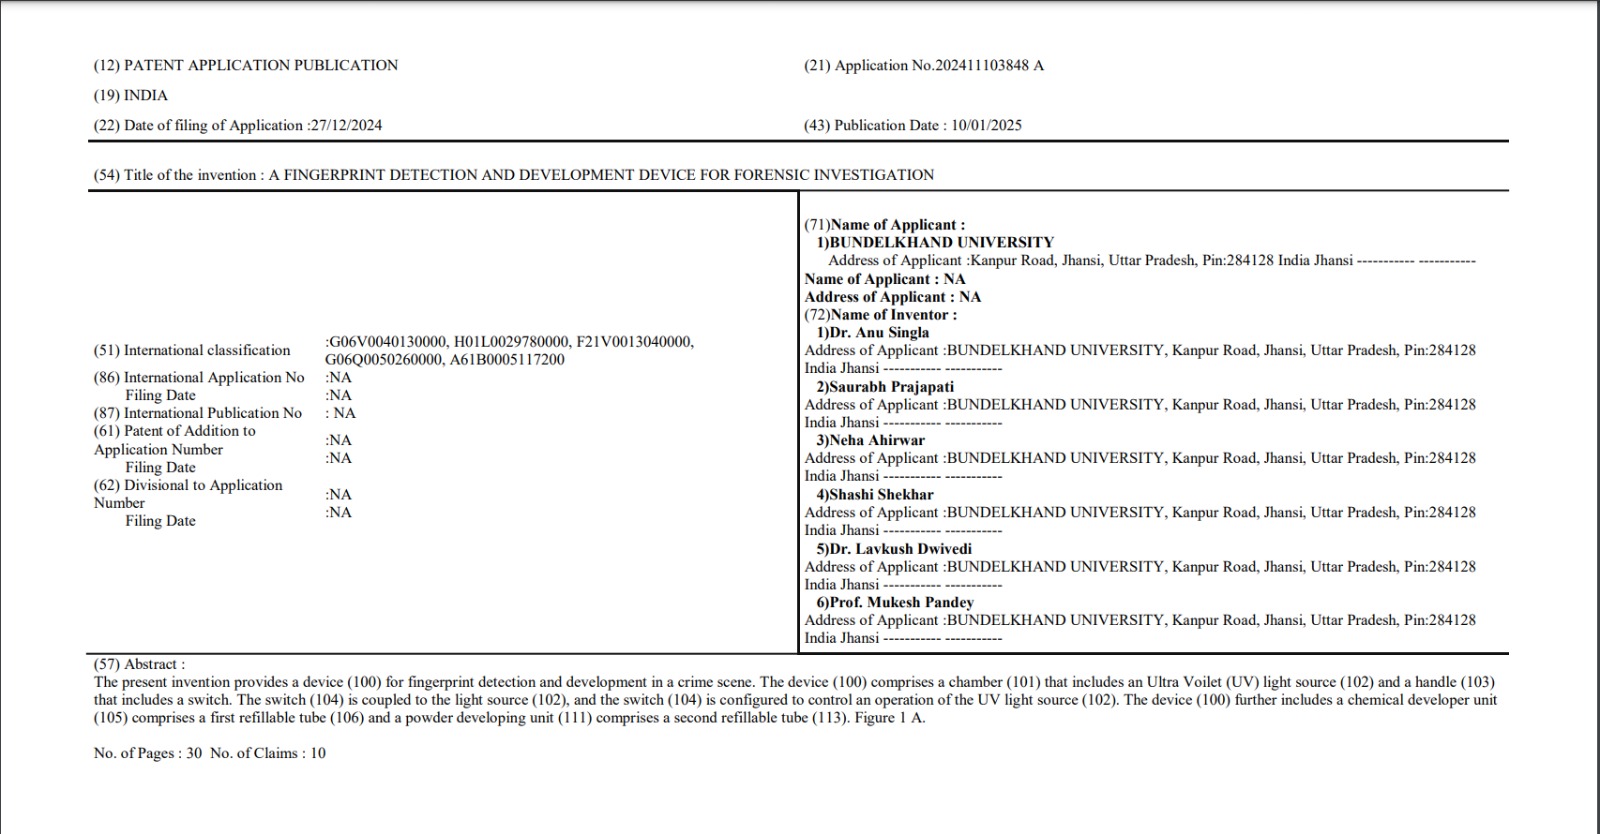 (12) PATENT APPLICATION PUBLICATION
(21) Application No.202411103848 A
(19) INDIA
(22) Date of filing of Application :27/12/2024
(43) Publication Date : 10/01/2025
(54) Title of the invention : A FINGERPRINT DETECTION AND DEVELOPMENT DEVICE FOR FORENSIC INVESTIGATION
(51) International classification
:G06V0040130000, H01L0029780000, F21V0013040000,
G06Q0050260000, A61B0005117200
(86) International Application No :NA
Filing Date :NA
(87) International Publication No : NA
(61) Patent of Addition to
Application Number :NA
Filing Date :NA
(62) Divisional to Application
Number :NA
Filing Date :NA
(71)Name of Applicant :
1)BUNDELKHAND UNIVERSITY
Address of Applicant :Kanpur Road, Jhansi, Uttar Pradesh, Pin:284128 India Jhansi ----------- -----------
Name of Applicant : NA
Address of Applicant : NA
(72)Name of Inventor :
1)Dr. Anu Singla
Address of Applicant :BUNDELKHAND UNIVERSITY, Kanpur Road, Jhansi, Uttar Pradesh, Pin:284128
India Jhansi ----------- -----------
2)Saurabh Prajapati
Address of Applicant :BUNDELKHAND UNIVERSITY, Kanpur Road, Jhansi, Uttar Pradesh, Pin:284128
India Jhansi ----------- -----------
3)Neha Ahirwar
Address of Applicant :BUNDELKHAND UNIVERSITY, Kanpur Road, Jhansi, Uttar Pradesh, Pin:284128
India Jhansi ----------- -----------
4)Shashi Shekhar
Address of Applicant :BUNDELKHAND UNIVERSITY, Kanpur Road, Jhansi, Uttar Pradesh, Pin:284128
India Jhansi ----------- -----------
5)Dr. Lavkush Dwivedi
Address of Applicant :BUNDELKHAND UNIVERSITY, Kanpur Road, Jhansi, Uttar Pradesh, Pin:284128
India Jhansi ----------- -----------
6)Prof. Mukesh Pandey
Address of Applicant :BUNDELKHAND UNIVERSITY, Kanpur Road, Jhansi, Uttar Pradesh, Pin:284128
India Jhansi ----------- -----------
(57) Abstract :
The present invention provides a device (100) for fingerprint detection and development in a crime scene. The device (100) comprises a chamber (101) that includes an Ultra Voilet (UV) light source (102) and a handle (103)
that includes a switch. The switch (104) is coupled to the light source (102), and the switch (104) is configured to control an operation of the UV light source (102). The device (100) further includes a chemical developer unit
(105) comprises a first refillable tube (106) and a powder developing unit (111) comprises a second refillable tube (113). Figure 1 A.
No. of Pages : 30 No. of Claims : 10